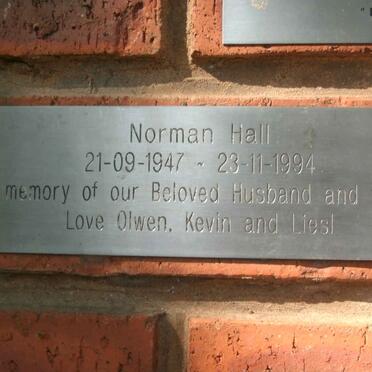 Norman Hall
21-09-1947 - 23-11-1994
memory of our Beloved Husband and
Love Olwen, Kevin and Liesl